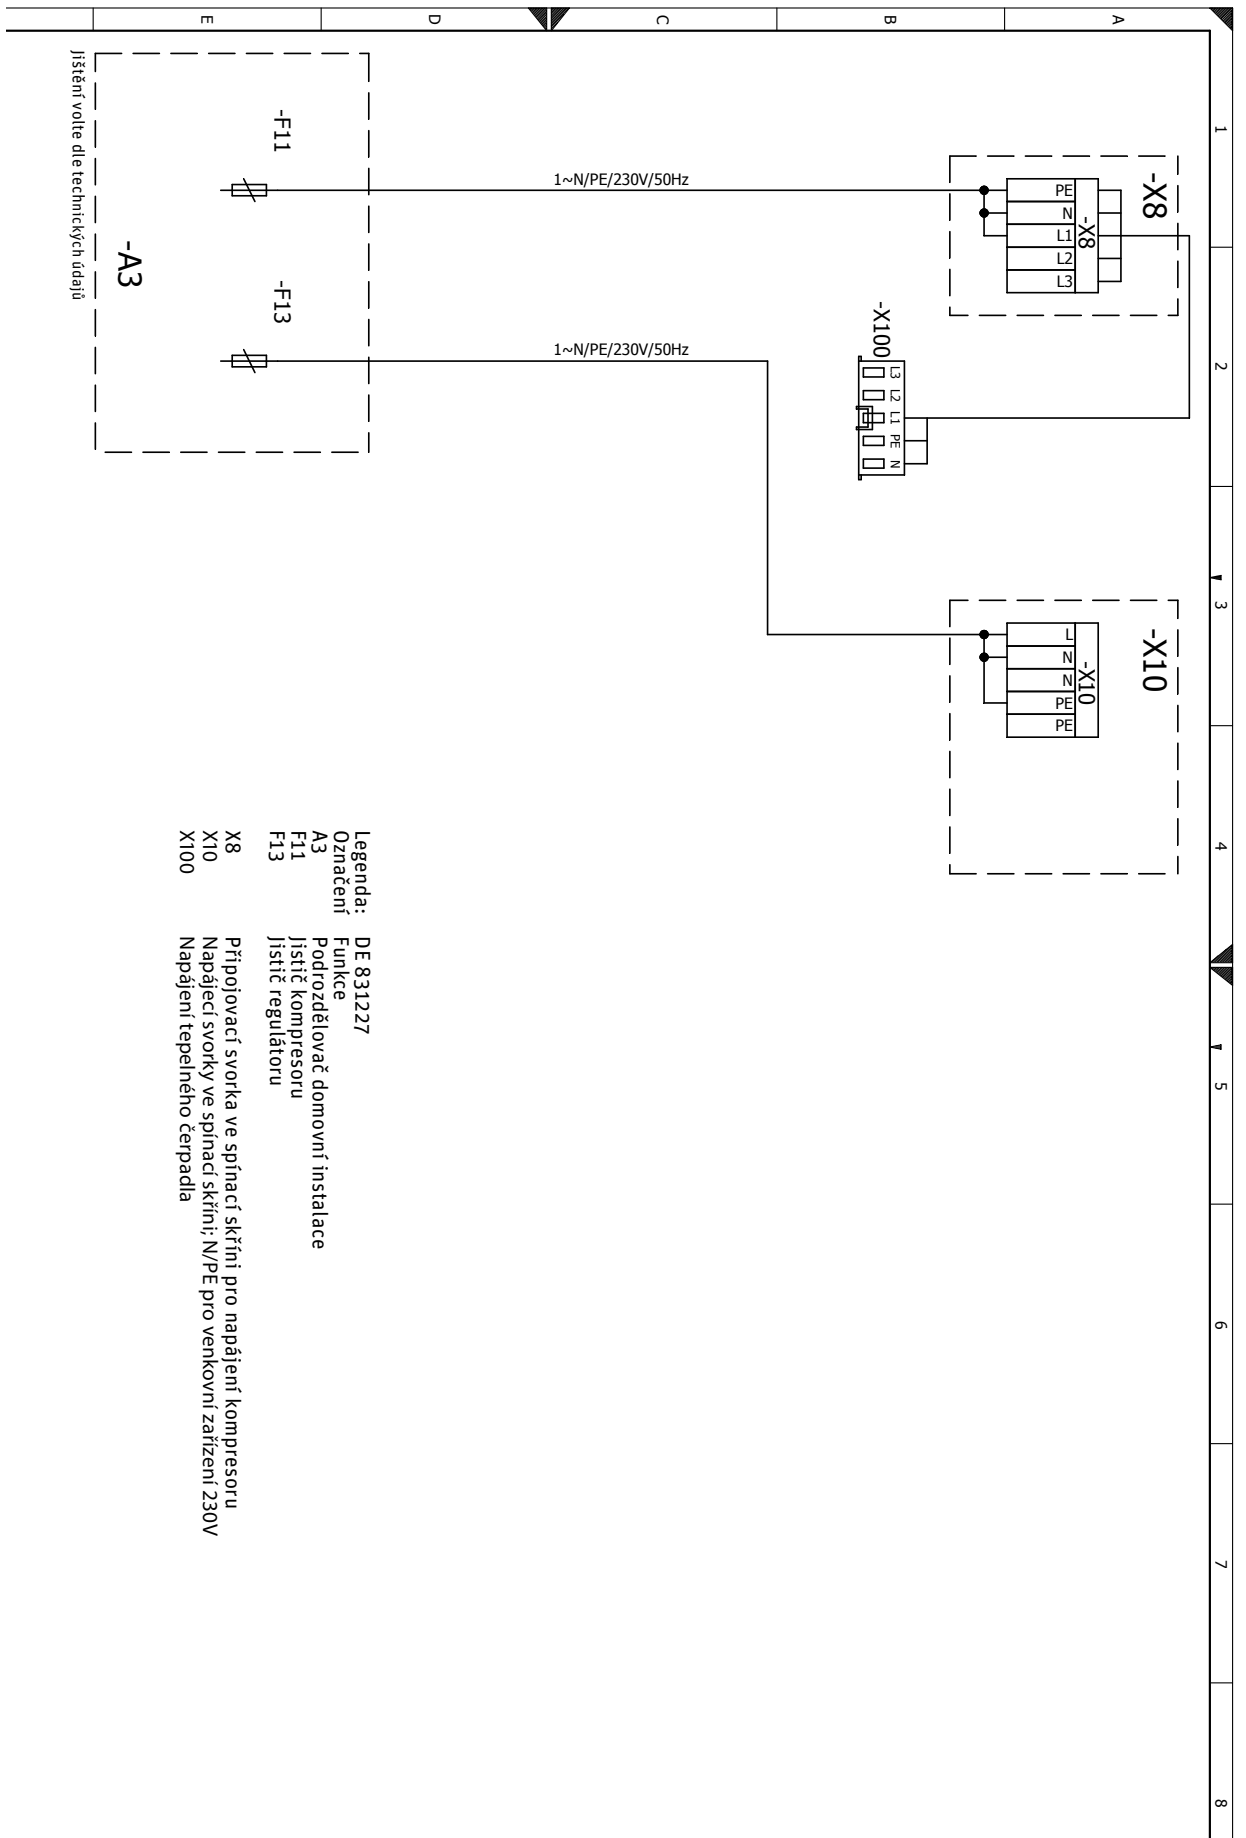 A
B
C
D
E
1
2
3
4
5
6
7
8
-X8
-X8
PE
N
L1
L2
L3
-X10
-X10
L
N
N
PE
PE
-X100
L3
L2
L1
PE
N
1~N/PE/230V/50Hz
1~N/PE/230V/50Hz
-F11
-F13
-A3
Jištění volte dle technických údajů
Legenda: DE 831227
Označení Funkce
A3 Podrozdělovač domovní instalace
F11 Jistič kompresoru
F13 Jistič regulátoru
X8 Připojovací svorka ve spínací skříni pro napájení kompresoru
X10 Napájecí svorky ve spínací skříni; N/PE pro venkovní zařízení 230V
X100 Napájení tepelného čerpadla